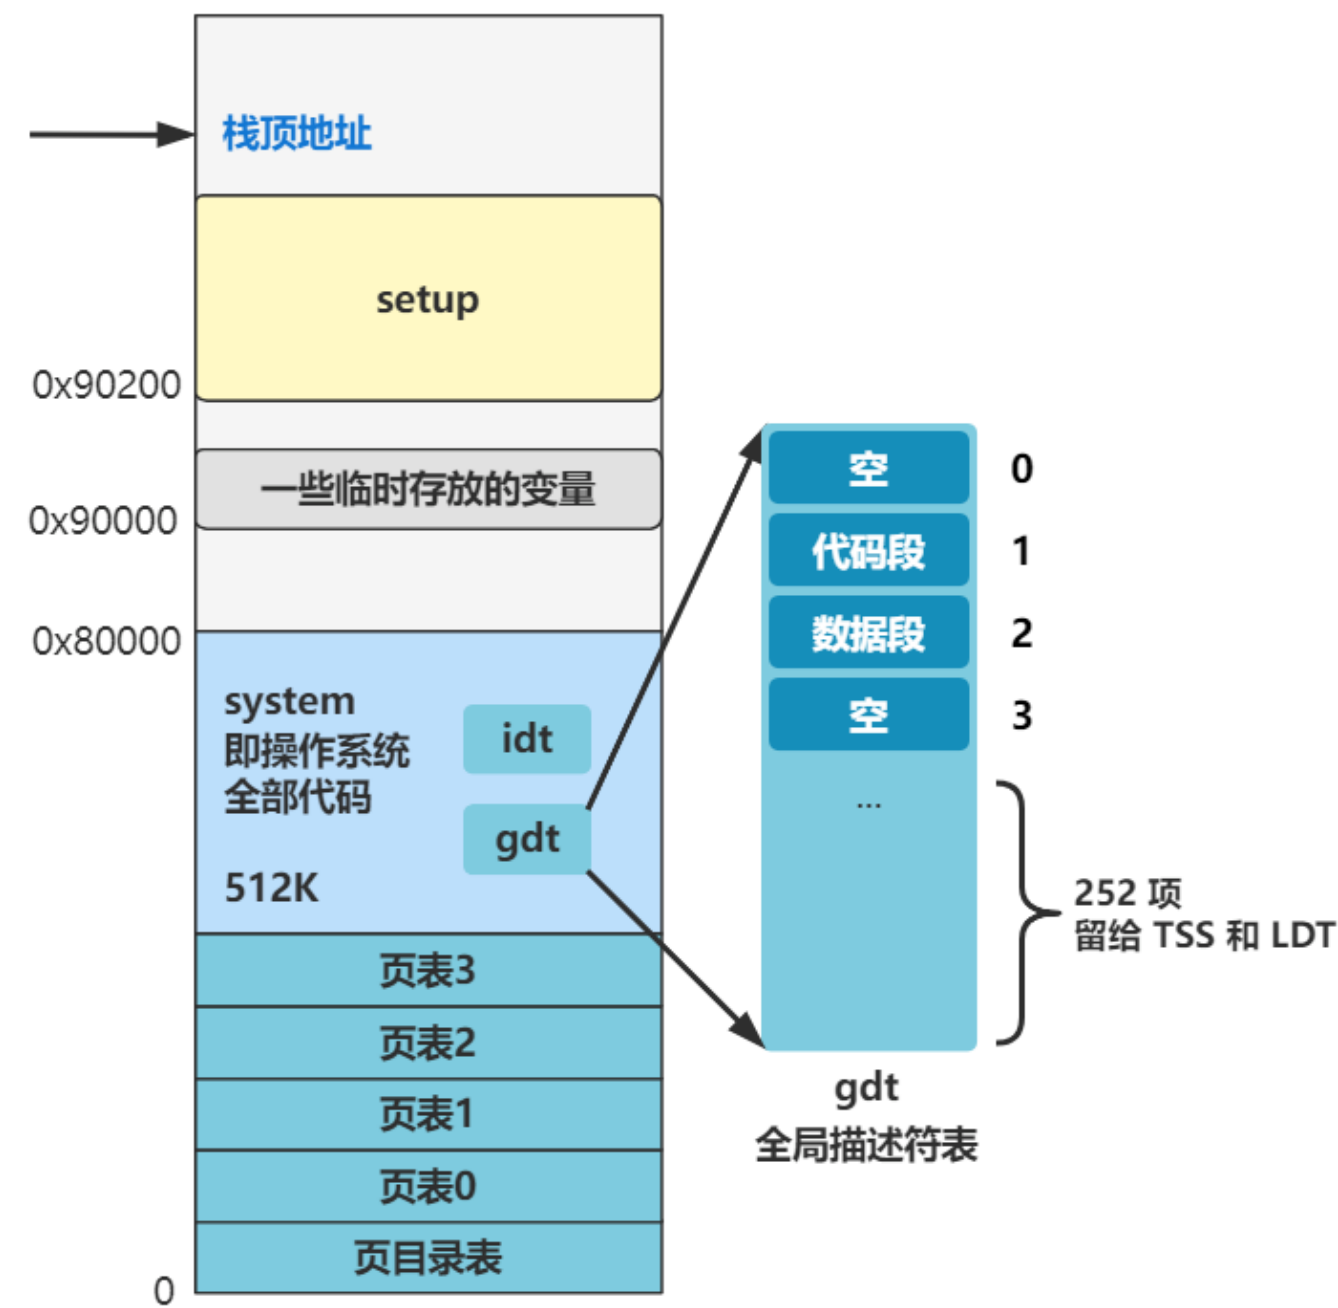 栈顶地址
setup
0x90200
一些临时存放的变量
0x90000
0x80000
system
即操作系统
全部代码
512K
idt
gdt
页表3
页表2
页表1
页表0
页目录表
0
空 0
代码段 1
数据段 2
空 3
...
252 项
留给 TSS 和 LDT
gdt
全局描述符表